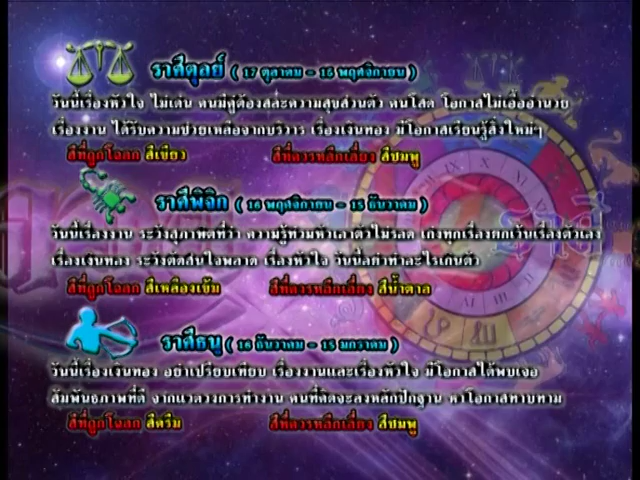 ราศีตุลย์ ( 17 ตุลาคม - 15 พฤศจิกายน )
วันนี้เรื่องหัวใจ ไม่เด่น คนมีคู่ต้องสละความสุขส่วนตัว คนโสด โอกาสไม่เอื้ออำนวย
เรื่องงาน ได้รับความช่วยเหลือจากบริวาร เรื่องเงินทอง มีโอกาสเรียนรู้สิ่งใหม่ๆ
สีที่ถูกโฉลก สีเขียว สีที่ควรหลีกเลี่ยง สีชมพู
ราศีพิจิก ( 16 พฤศจิกายน - 15 ธันวาคม )
วันนี้เรื่องงาน ระวังสุภาษิตที่ว่า ความรู้ท่วมหัวเอาตัวไม่รอด เก่งทุกเรื่องยกเว้นเรื่องตัวเอง
เรื่องเงินทอง ระวังตัดสินใจพลาด เรื่องหัวใจ วันนี้อย่าทำอะไรเกินตัว
สีที่ถูกโฉลก สีเหลืองเข้ม สีที่ควรหลีกเลี่ยง สีน้ำตาล
ราศีธนู ( 16 ธันวาคม - 15 มกราคม )
วันนี้เรื่องเงินทอง อย่าเปรียบเทียบ เรื่องงานและเรื่องหัวใจ มีโอกาสได้พบเจอ
สัมพันธภาพที่ดี จากแวดวงการทำงาน คนที่คิดจะลงหลักปักฐาน หาโอกาสทาบทาม
สีที่ถูกโฉลก สีครีม สีที่ควรหลีกเลี่ยง สีชมพู